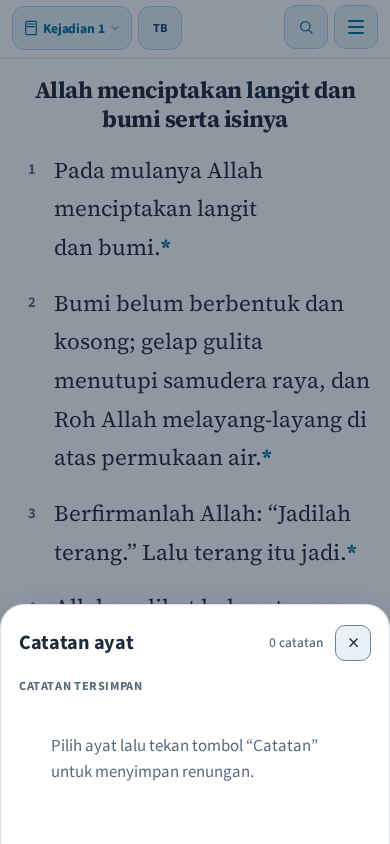 Kejadian 1
TB
Allah menciptakan langit dan
bumi serta isinya
1 Pada mulanya Allah
menciptakan langit
dan bumi.*
2 Bumi belum berbentuk dan
kosong; gelap gulita
menutupi samudera raya, dan
Roh Allah melayang-layang di
atas permukaan air.*
3 Berfirmanlah Allah: “Jadilah
terang.” Lalu terang itu jadi.*
Catatan ayat
0 catatan
CATATAN TERSIMPAN
Pilih ayat lalu tekan tombol “Catatan”
untuk menyimpan renungan.